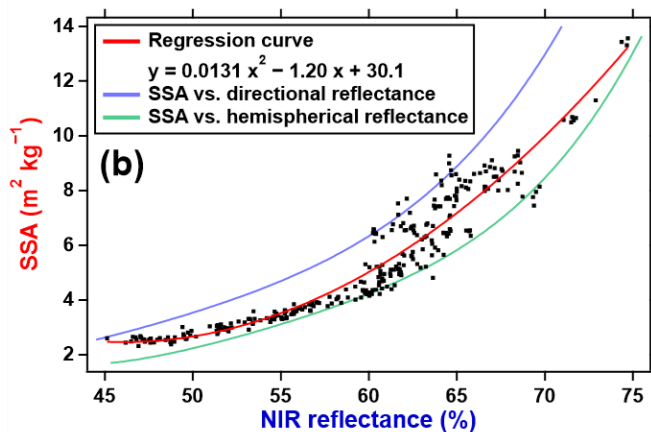 14
12
10
8
6
4
2
SSA (m² kg⁻¹)
Regression curve
y = 0.0131 x² − 1.20 x + 30.1
SSA vs. directional reflectance
SSA vs. hemispherical reflectance
(b)
45 50 55 60 65 70 75
NIR reflectance (%)